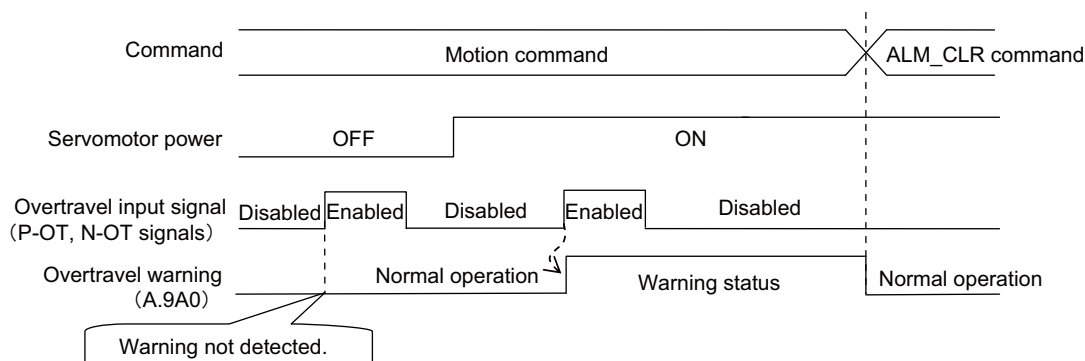 Command
Motion command
ALM_CLR command
Servomotor power
OFF
ON
Overtravel input signal
(P-OT, N-OT signals)
Disabled
Enabled
Disabled
Enabled
Disabled
Overtravel warning
(A.9A0)
Normal operation
Warning status
Normal operation
Warning not detected.